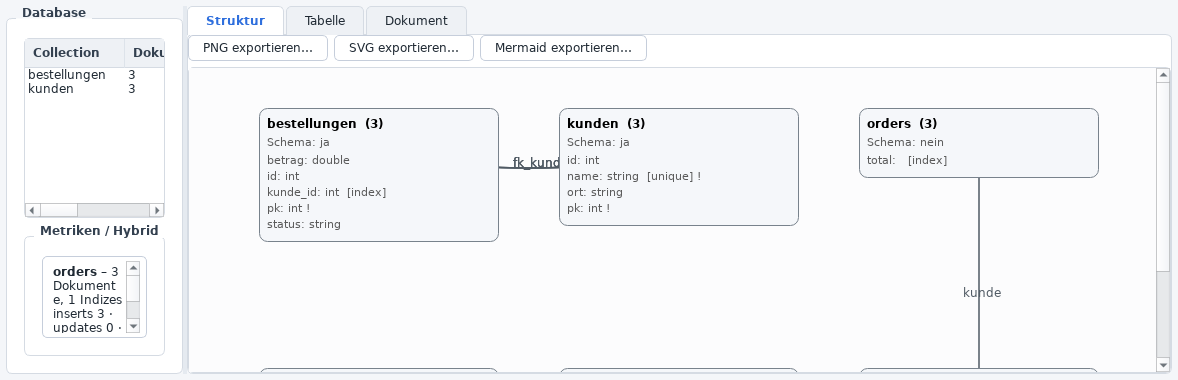 Database
Collection Doku
bestellungen 3
kunden 3
Metriken / Hybrid
orders – 3
Dokument
e, 1 Indizes
inserts 3 ·
updates 0 ·
Struktur Tabelle Dokument
PNG exportieren... SVG exportieren... Mermaid exportieren...
bestellungen (3)
Schema: ja
betrag: double
id: int
kunde_id: int [index]
pk: int !
status: string
fk_kund
kunden (3)
Schema: ja
id: int
name: string [unique] !
ort: string
pk: int !
orders (3)
Schema: nein
total: [index]
kunde